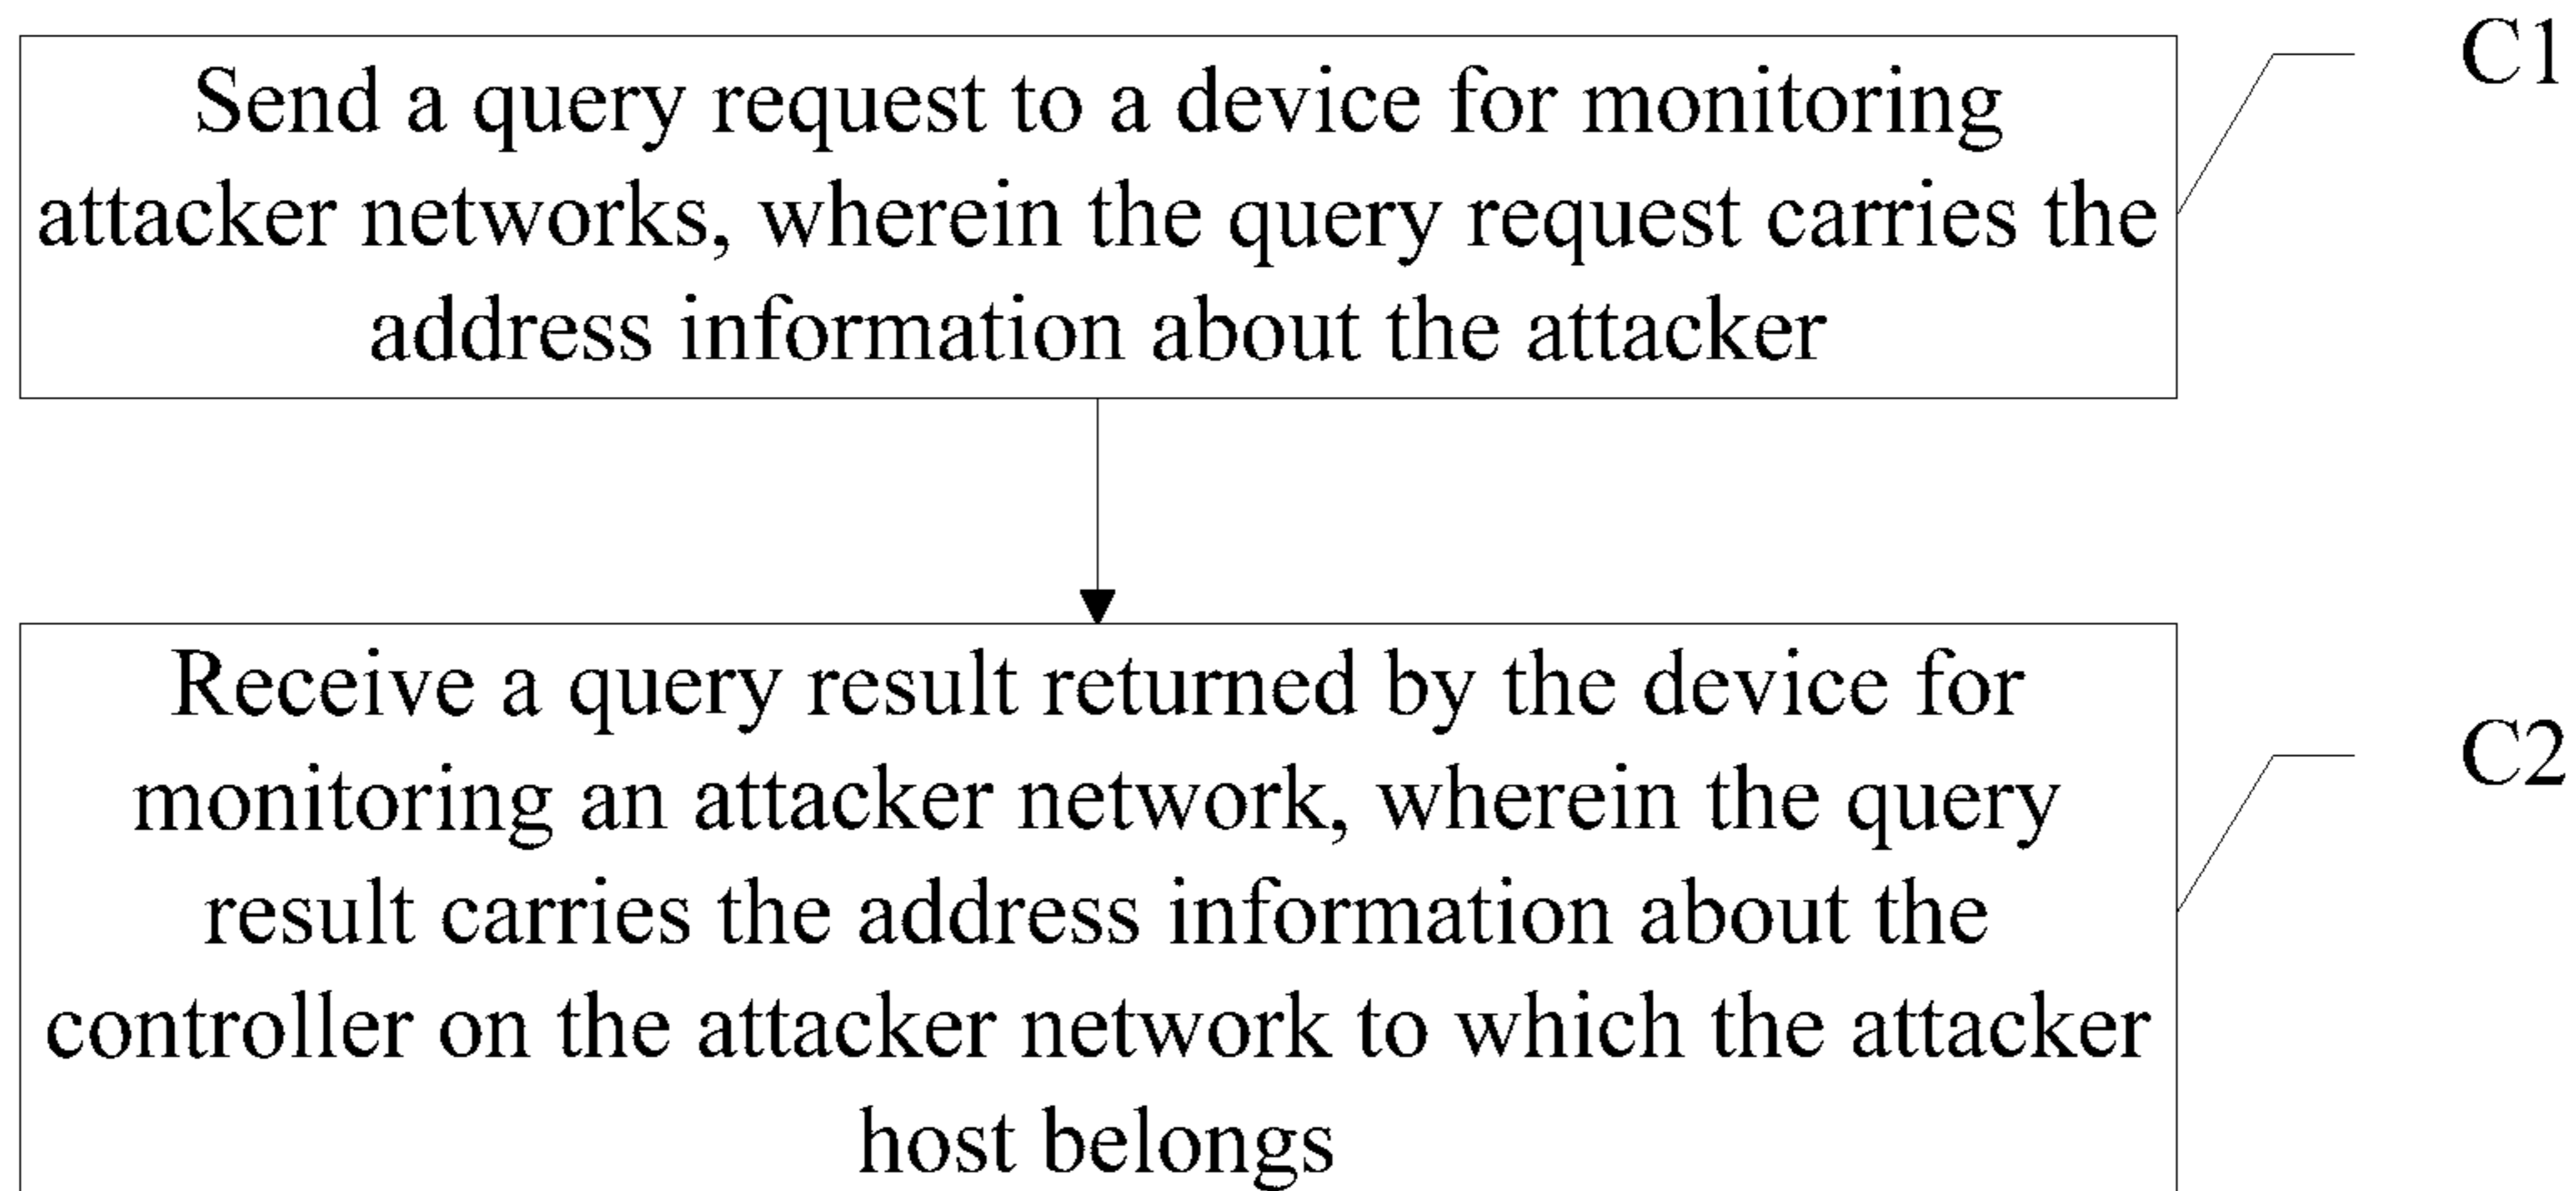 C1
Send a query request to a device for monitoring
attacker networks, wherein the query request carries the
address information about the attacker
Receive a query result returned by the device for
monitoring an attacker network, wherein the query
C2
result carries the address information about the
controller on the attacker network to which the attacker
host belongs